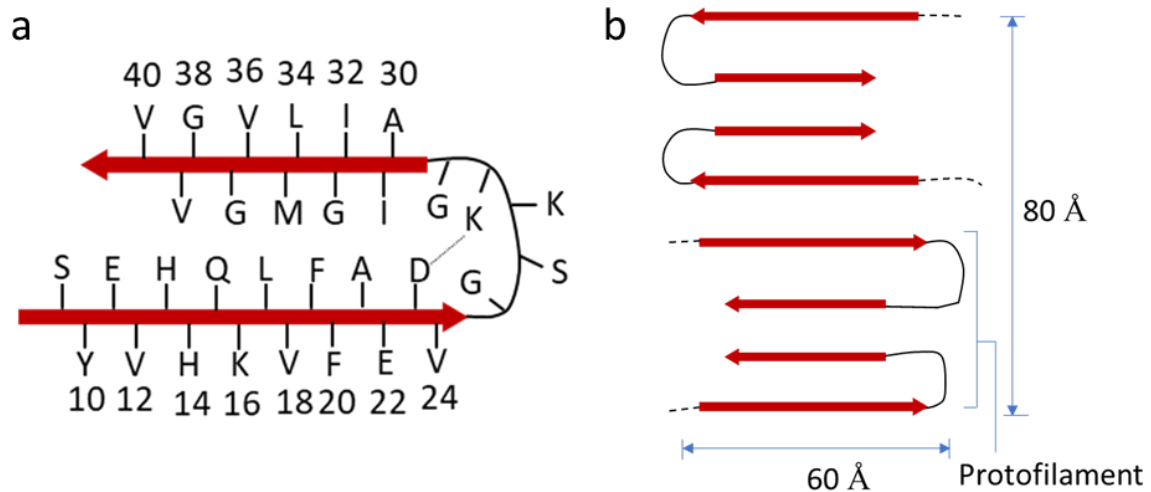 a
40 38 36 34 32 30
V G V L I A
V G M G I G K K
S E H Q L F A D G S
Y V H K V F E V
10 12 14 16 18 20 22 24
b
80 Å
60 Å
Protofilament